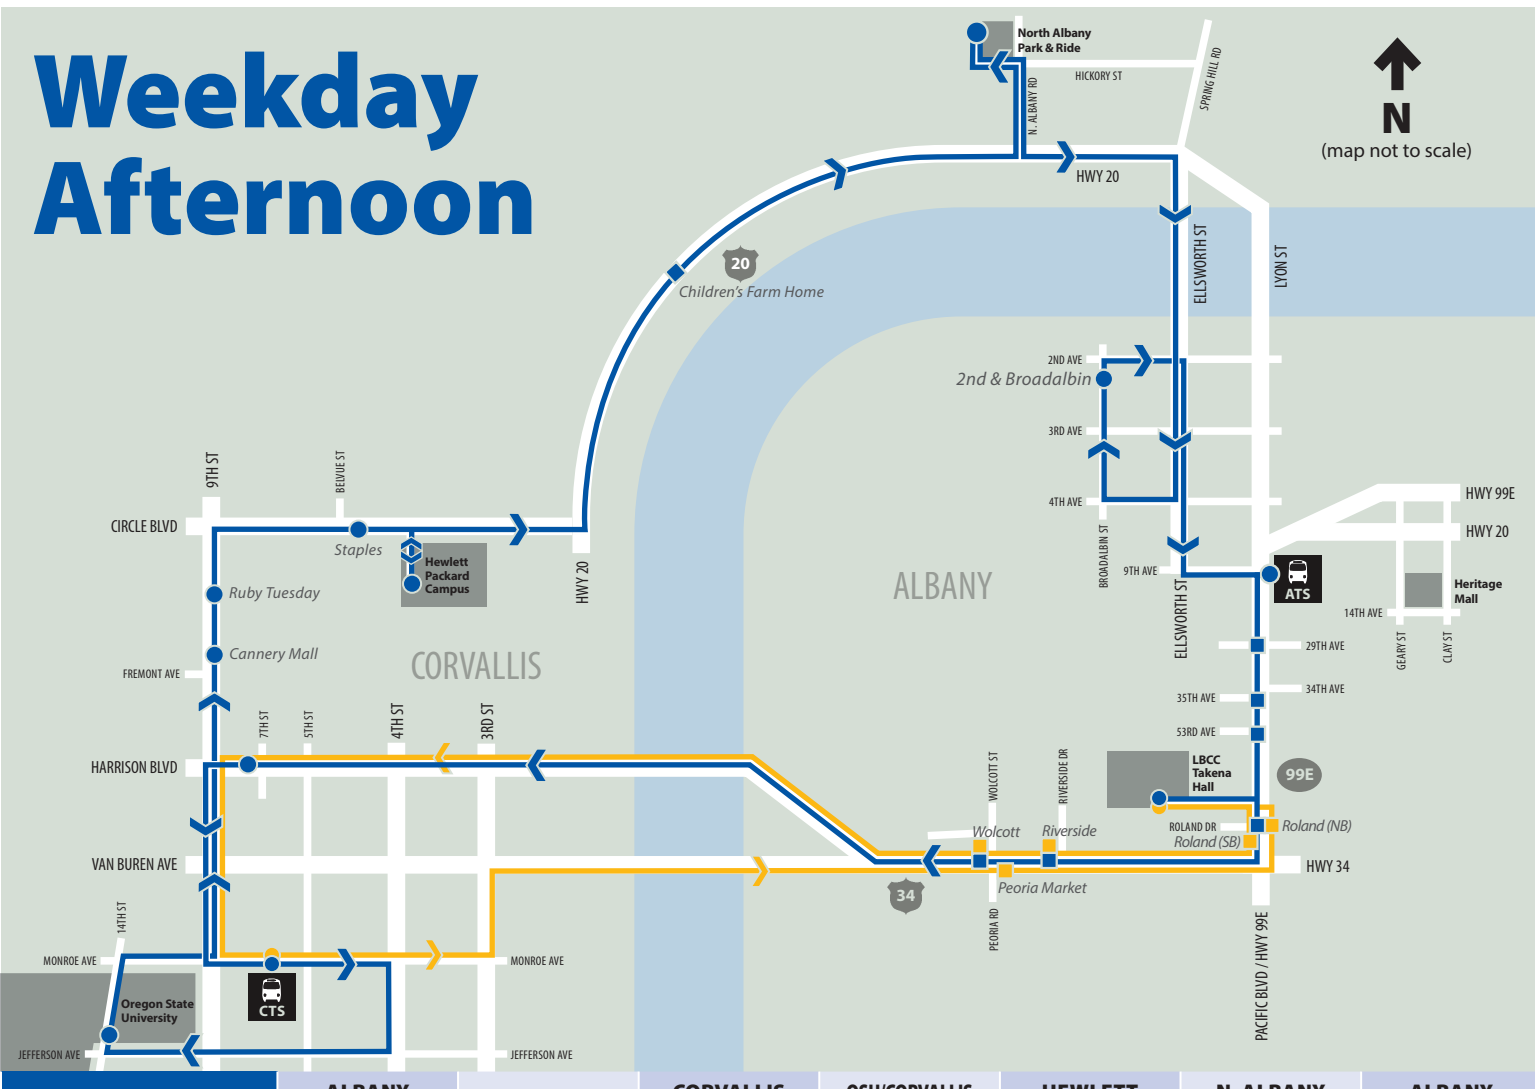 Weekday
Afternoon
North Albany
Park & Ride
HICKORY ST
N. ALBANY RD
SPRING HILL RD
N
(map not to scale)
HWY 20
20
Children's Farm Home
ELLSWORTH ST
LYON ST
2ND AVE
2nd & Broadalbin
3RD AVE
4TH AVE
BROADALBIN ST
9TH AVE
ELLSWORTH ST
HWY 99E
HWY 20
Heritage
Mall
14TH AVE
GEARY ST
CLAY ST
ATS
29TH AVE
34TH AVE
35TH AVE
53RD AVE
99E
LBCC
Takena
Hall
ROLAND DR
Roland (NB)
Roland (SB)
HWY 34
PACIFIC BLVD / HWY 99E
ALBANY
9TH ST
BELVUE ST
CIRCLE BLVD
Staples
Hewlett
Packard
Campus
HWY 20
Ruby Tuesday
Cannery Mall
FREMONT AVE
CORVALLIS
7TH ST
5TH ST
4TH ST
3RD ST
HARRISON BLVD
VAN BUREN AVE
WOLCOTT ST
RIVERSIDE DR
Wolcott
Riverside
34
Peoria Market
PEORIA RD
14TH ST
MONROE AVE
MONROE AVE
CTS
Oregon State
University
JEFFERSON AVE
JEFFERSON AVE
ALBANY
CORVALLIS
OSU/CORVALLIS
HEWLETT
N. ALBANY
ALBANY